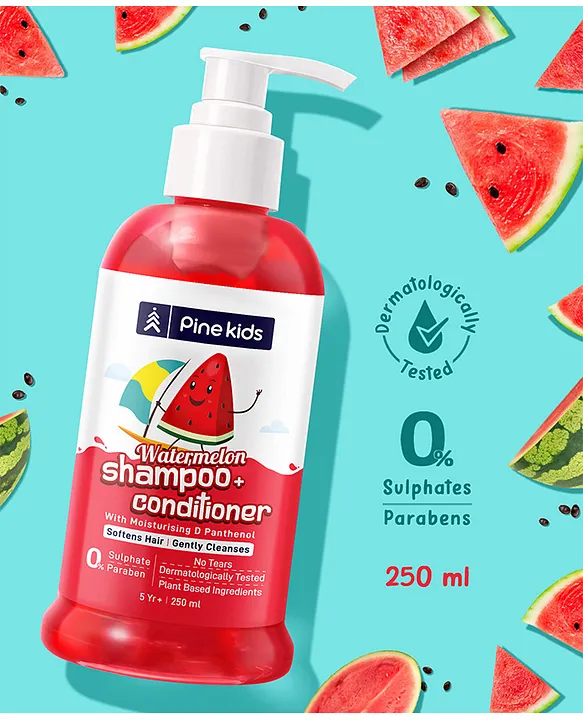 Pine kids
Watermelon
shampoo+
conditioner
With Moisturising D Panthenol
Softens Hair | Gently Cleanses
0% Sulphate
Paraben
No Tears
Dermatologically Tested
Plant Based Ingredients
5 Yr+ | 250 ml
Dermatologically
Tested
0%
Sulphates
Parabens
250 ml